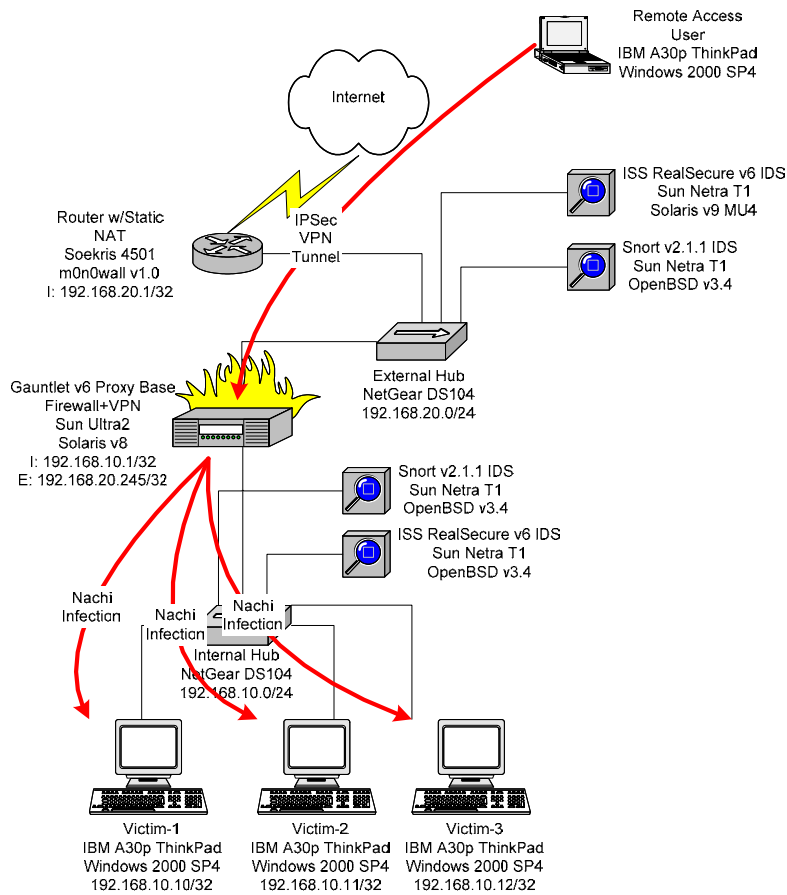 Remote Access
User
IBM A30p ThinkPad
Windows 2000 SP4
Internet
ISS RealSecure v6 IDS
Sun Netra T1
Solaris v9 MU4
Router w/Static
NAT
Soekris 4501
m0n0wall v1.0
I: 192.168.20.1/32
IPSec
VPN
Tunnel
Snort v2.1.1 IDS
Sun Netra T1
OpenBSD v3.4
External Hub
NetGear DS104
192.168.20.0/24
Gauntlet v6 Proxy Base
Firewall+VPN
Sun Ultra2
Solaris v8
I: 192.168.10.1/32
E: 192.168.20.245/32
Snort v2.1.1 IDS
Sun Netra T1
OpenBSD v3.4
ISS RealSecure v6 IDS
Sun Netra T1
OpenBSD v3.4
Nachi
Infection
Nachi
Infection
Nachi
Infection
Internal Hub
NetGear DS104
192.168.10.0/24
Victim-1
IBM A30p ThinkPad
Windows 2000 SP4
192.168.10.10/32
Victim-2
IBM A30p ThinkPad
Windows 2000 SP4
192.168.10.11/32
Victim-3
IBM A30p ThinkPad
Windows 2000 SP4
192.168.10.12/32